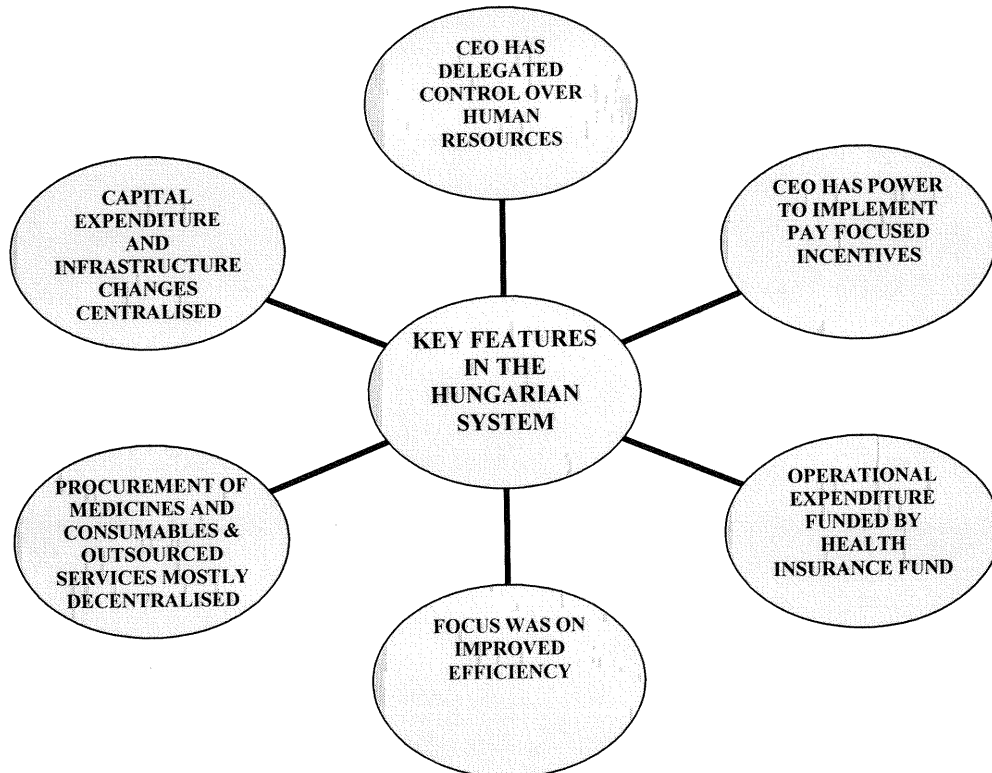 CEO HAS
DELEGATED
CONTROL OVER
HUMAN
RESOURCES
CAPITAL
EXPENDITURE
AND
INFRASTRUCTURE
CHANGES
CENTRALISED
CEO HAS POWER
TO IMPLEMENT
PAY FOCUSED
INCENTIVES
KEY FEATURES
IN THE
HUNGARIAN
SYSTEM
PROCUREMENT OF
MEDICINES AND
CONSUMABLES &
OUTSOURCED
SERVICES MOSTLY
DECENTRALISED
OPERATIONAL
EXPENDITURE
FUNDED BY
HEALTH
INSURANCE FUND
FOCUS WAS ON
IMPROVED
EFFICIENCY